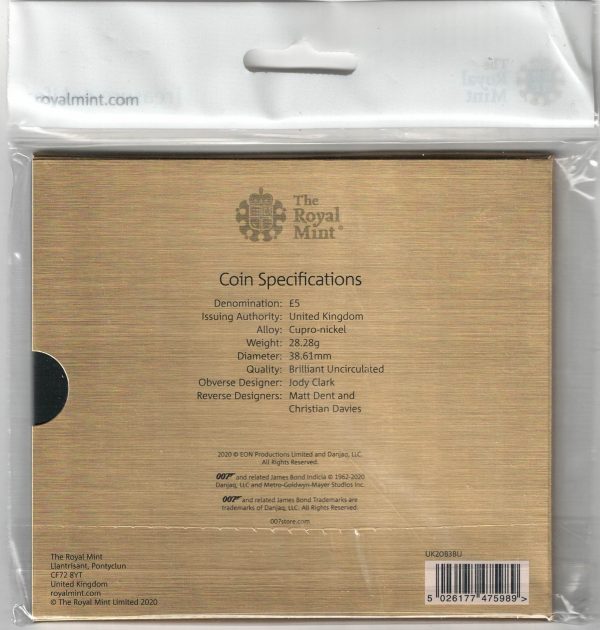 royalmint.com
The
Royal
Mint
The
Royal
Mint®
Coin Specifications
Denomination: £5
Issuing Authority: United Kingdom
Alloy: Cupro-nickel
Weight: 28.28g
Diameter: 38.61mm
Quality: Brilliant Uncirculated
Obverse Designer: Jody Clark
Reverse Designers: Matt Dent and
Christian Davies
2020 © EON Productions Limited and Danjaq, LLC.
All Rights Reserved.
007 and related James Bond Indicia © 1962-2020
Danjaq, LLC and Metro-Goldwyn-Mayer Studios Inc.
007 and related James Bond Trademarks are
trademarks of Danjaq, LLC. All Rights Reserved.
007store.com
The Royal Mint
Llantrisant, Pontyclun
CF72 8YT
United Kingdom
royalmint.com
© The Royal Mint Limited 2020
UK20B3BU
5 026177 475989 >